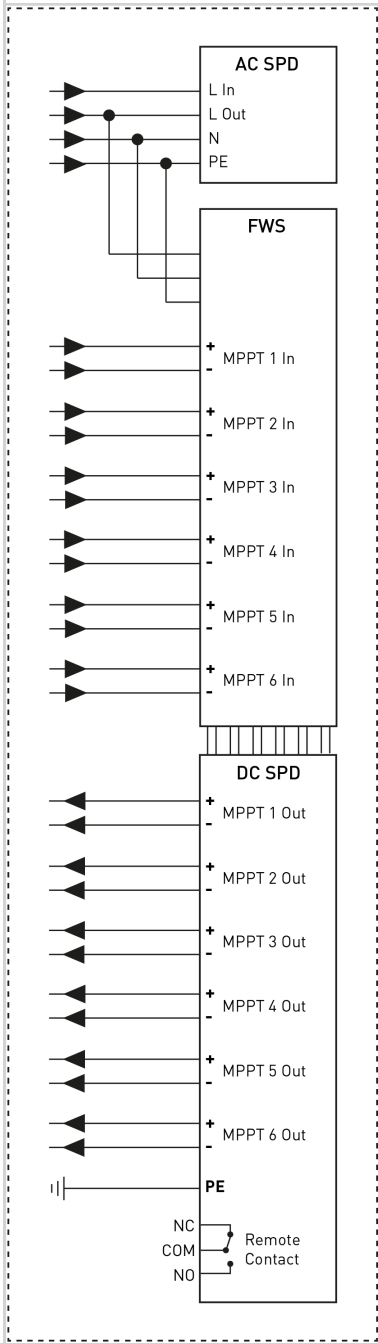 AC SPD
L In
L Out
N
PE
FWS
+
MPPT 1 In
-
+
MPPT 2 In
-
+
MPPT 3 In
-
+
MPPT 4 In
-
+
MPPT 5 In
-
+
MPPT 6 In
-
DC SPD
+
MPPT 1 Out
-
+
MPPT 2 Out
-
+
MPPT 3 Out
-
+
MPPT 4 Out
-
+
MPPT 5 Out
-
+
MPPT 6 Out
-
PE
NC
COM
NO
Remote
Contact